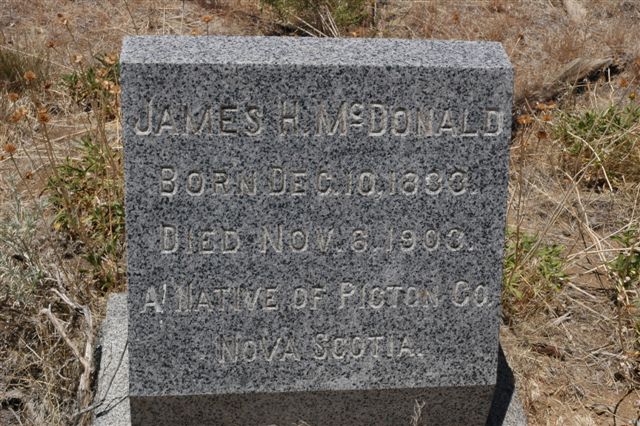 JAMES H. McDONALD
BORN DEC. 10, 1833.
DIED NOV. 6. 1903.
A NATIVE OF PICTON CO.
NOVA SCOTIA.